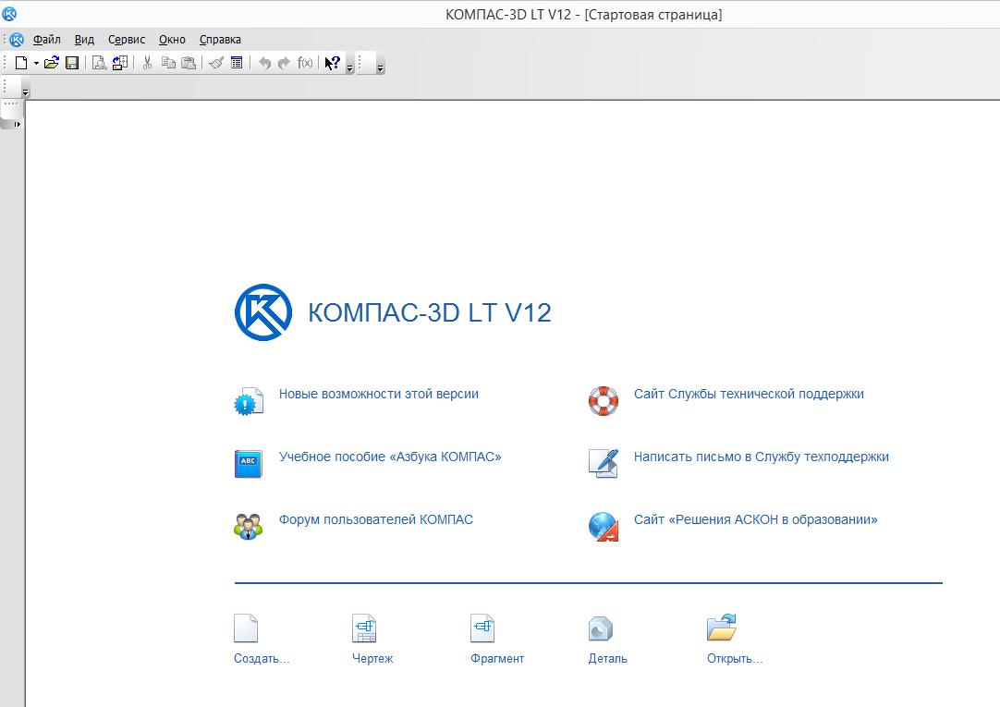 КОМПАС-3D LT V12 - [Стартовая страница]
Файл Вид Сервис Окно Справка
f(x) ?
КОМПАС-3D LT V12
Новые возможности этой версии
Сайт Службы технической поддержки
ABC
Учебное пособие «Азбука КОМПАС»
Написать письмо в Службу техподдержки
Форум пользователей КОМПАС
Сайт «Решения АСКОН в образовании»
Создать...
Чертеж
Фрагмент
Деталь
Открыть...